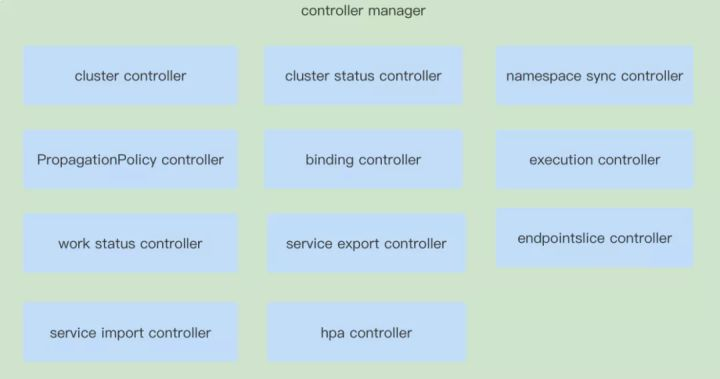 controller manager
cluster controller
cluster status controller
namespace sync controller
PropagationPolicy controller
binding controller
execution controller
work status controller
service export controller
endpointslice controller
service import controller
hpa controller